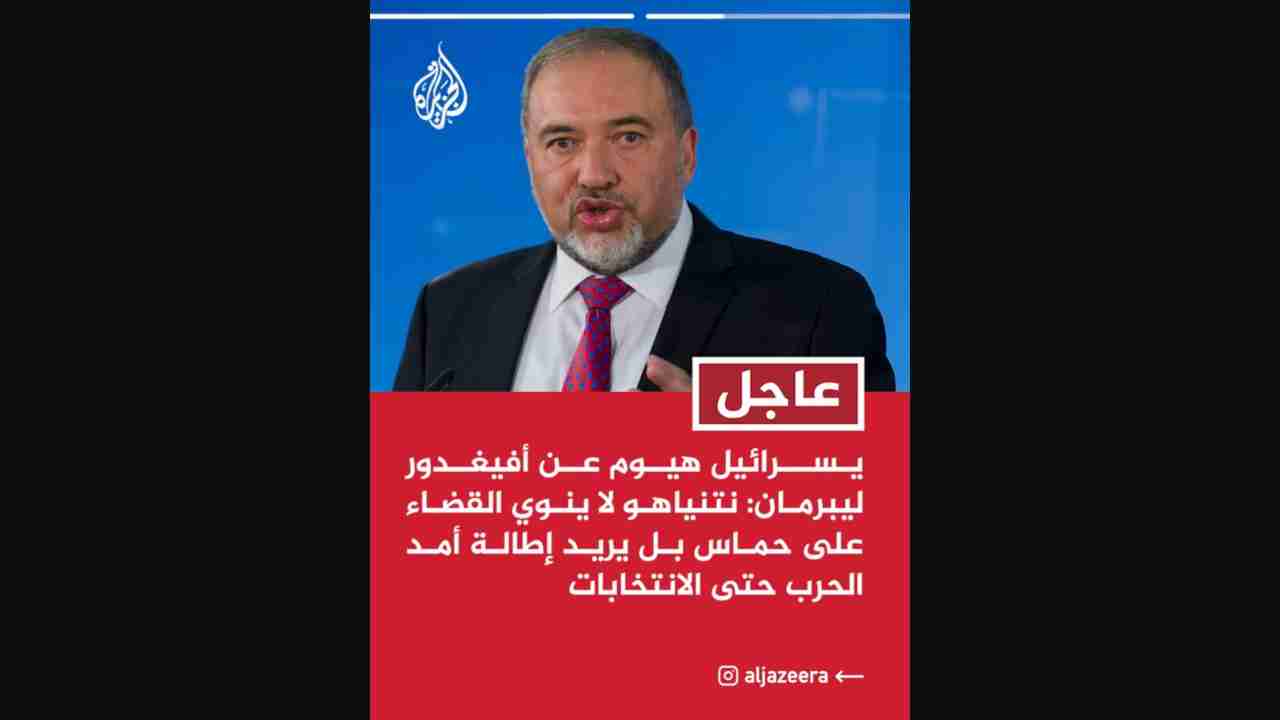 الجزيرة
عاجل
يسرائيل هيوم عن أفيغدور
ليبرمان: نتنياهو لا ينوي القضاء
على حماس بل يريد إطالة أمد
الحرب حتى الانتخابات
aljazeera